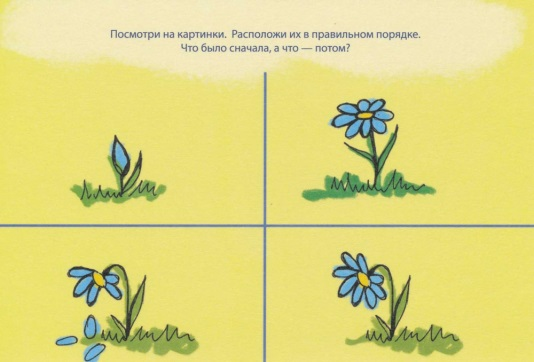 Посмотри на картинки. Расположи их в правильном порядке.
Что было сначала, а что — потом?